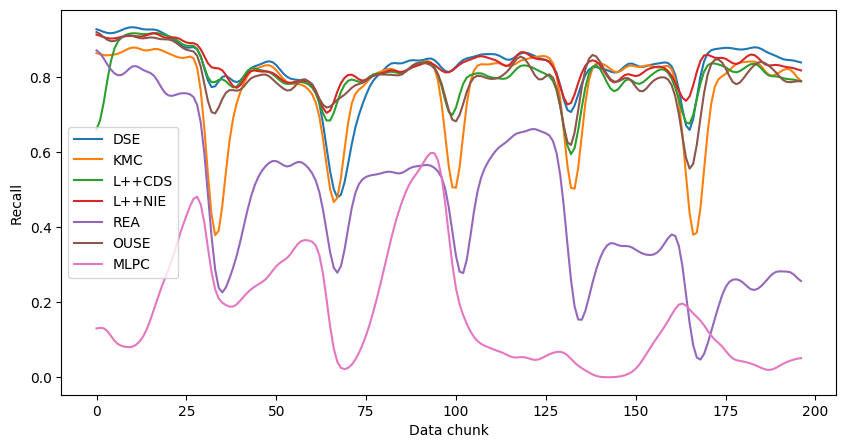 0.8
0.6
0.4
0.2
0.0
Recall
DSE
KMC
L++CDS
L++NIE
REA
OUSE
MLPC
0 25 50 75 100 125 150 175 200
Data chunk